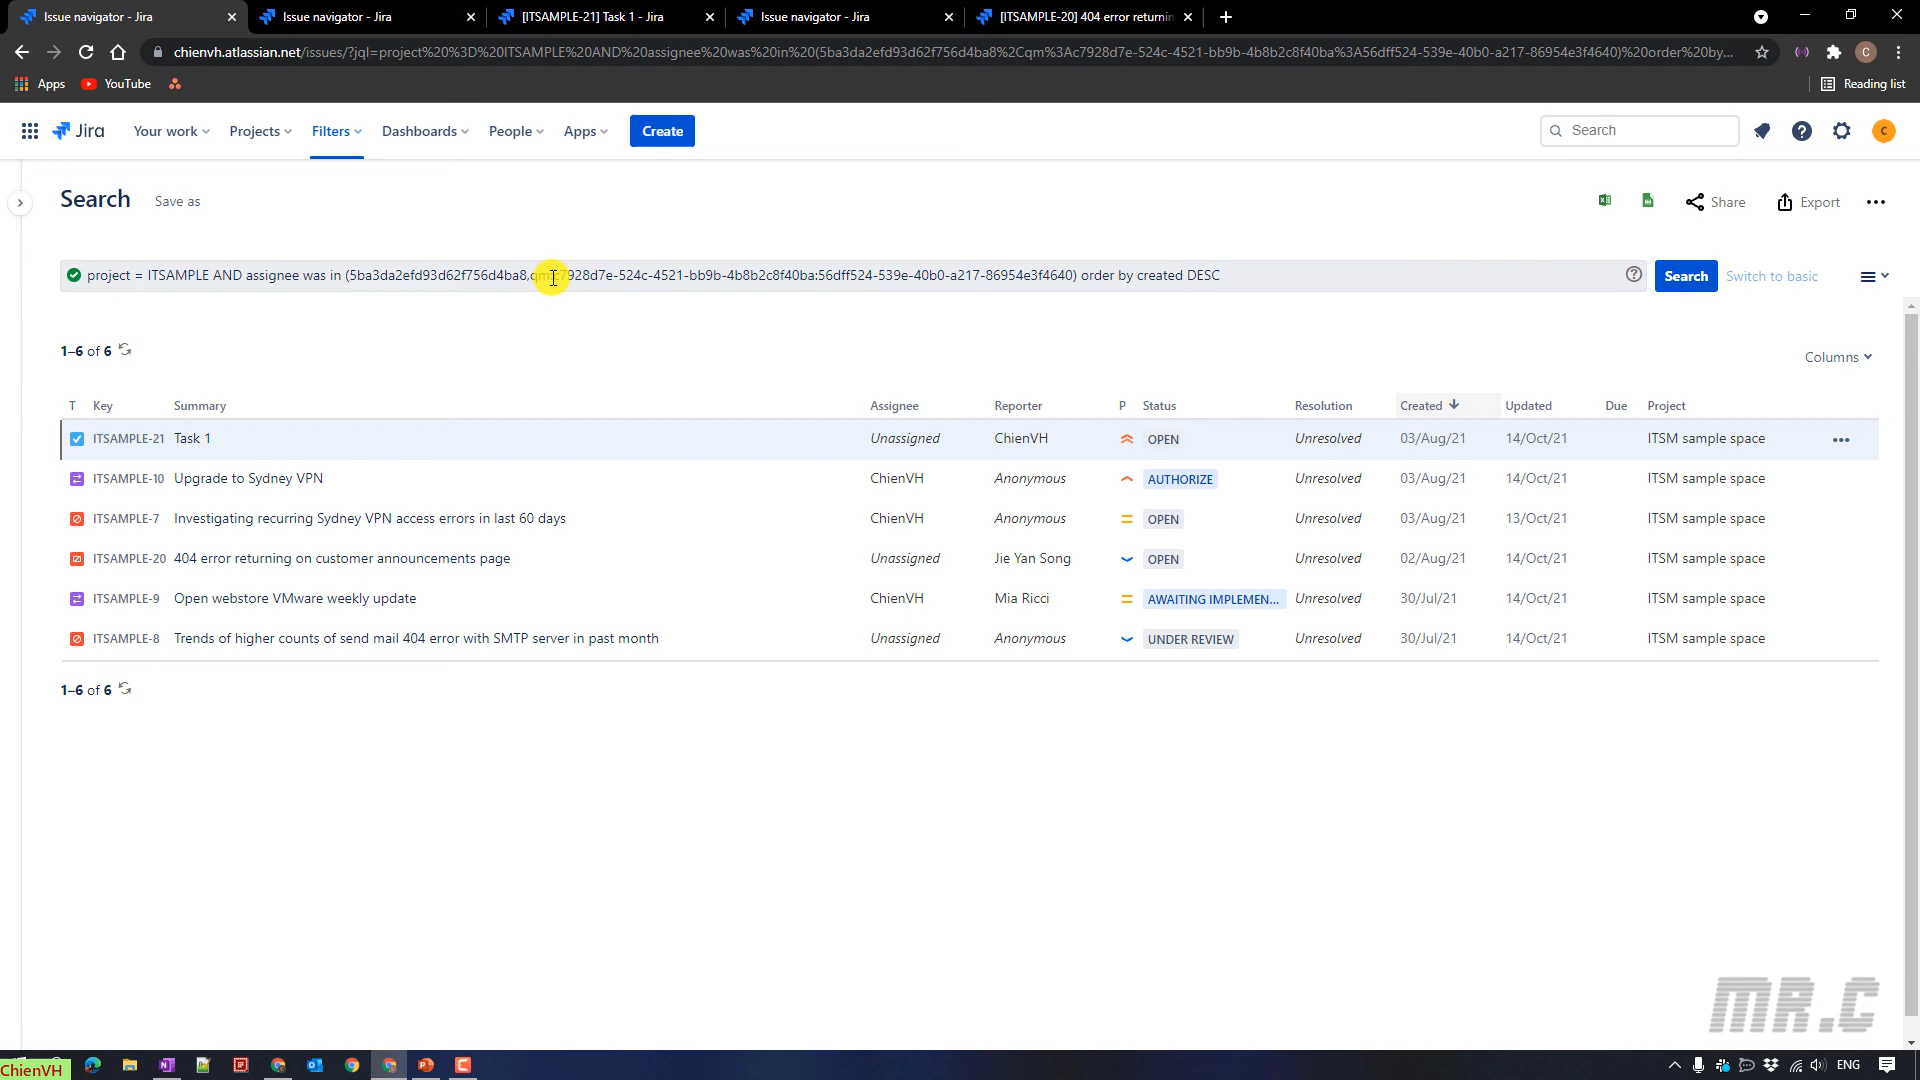 Issue navigator - Jira
Issue navigator - Jira
[ITSAMPLE-21] Task 1 - Jira
Issue navigator - Jira
[ITSAMPLE-20] 404 error returnin
chienvh.atlassian.net/issues/?jql=project%20%3D%20ITSAMPLE%20AND%20assignee%20was%20in%20(5ba3da2efd93d62f756d4ba8%2Cqm%3Ac7928d7e-524c-4521-bb9b-4b8b2c8f40ba%3A56dff524-539e-40b0-a217-86954e3f4640)%20order%20by...
C
Apps YouTube Reading list
Jira Your work Projects Filters Dashboards People Apps Create Search C
Search Save as Share Export
project = ITSAMPLE AND assignee was in (5ba3da2efd93d62f756d4ba8,qm:c7928d7e-524c-4521-bb9b-4b8b2c8f40ba:56dff524-539e-40b0-a217-86954e3f4640) order by created DESC
Search Switch to basic
1–6 of 6
Columns
T Key Summary Assignee Reporter P Status Resolution Created Updated Due Project
ITSAMPLE-21 Task 1 Unassigned ChienVH OPEN Unresolved 03/Aug/21 14/Oct/21 ITSM sample space
ITSAMPLE-10 Upgrade to Sydney VPN ChienVH Anonymous AUTHORIZE Unresolved 03/Aug/21 14/Oct/21 ITSM sample space
ITSAMPLE-7 Investigating recurring Sydney VPN access errors in last 60 days ChienVH Anonymous OPEN Unresolved 03/Aug/21 13/Oct/21 ITSM sample space
ITSAMPLE-20 404 error returning on customer announcements page Unassigned Jie Yan Song OPEN Unresolved 02/Aug/21 14/Oct/21 ITSM sample space
ITSAMPLE-9 Open webstore VMware weekly update ChienVH Mia Ricci AWAITING IMPLEMEN... Unresolved 30/Jul/21 14/Oct/21 ITSM sample space
ITSAMPLE-8 Trends of higher counts of send mail 404 error with SMTP server in past month Unassigned Anonymous UNDER REVIEW Unresolved 30/Jul/21 14/Oct/21 ITSM sample space
1–6 of 6
MR.C
ChienVH
ENG